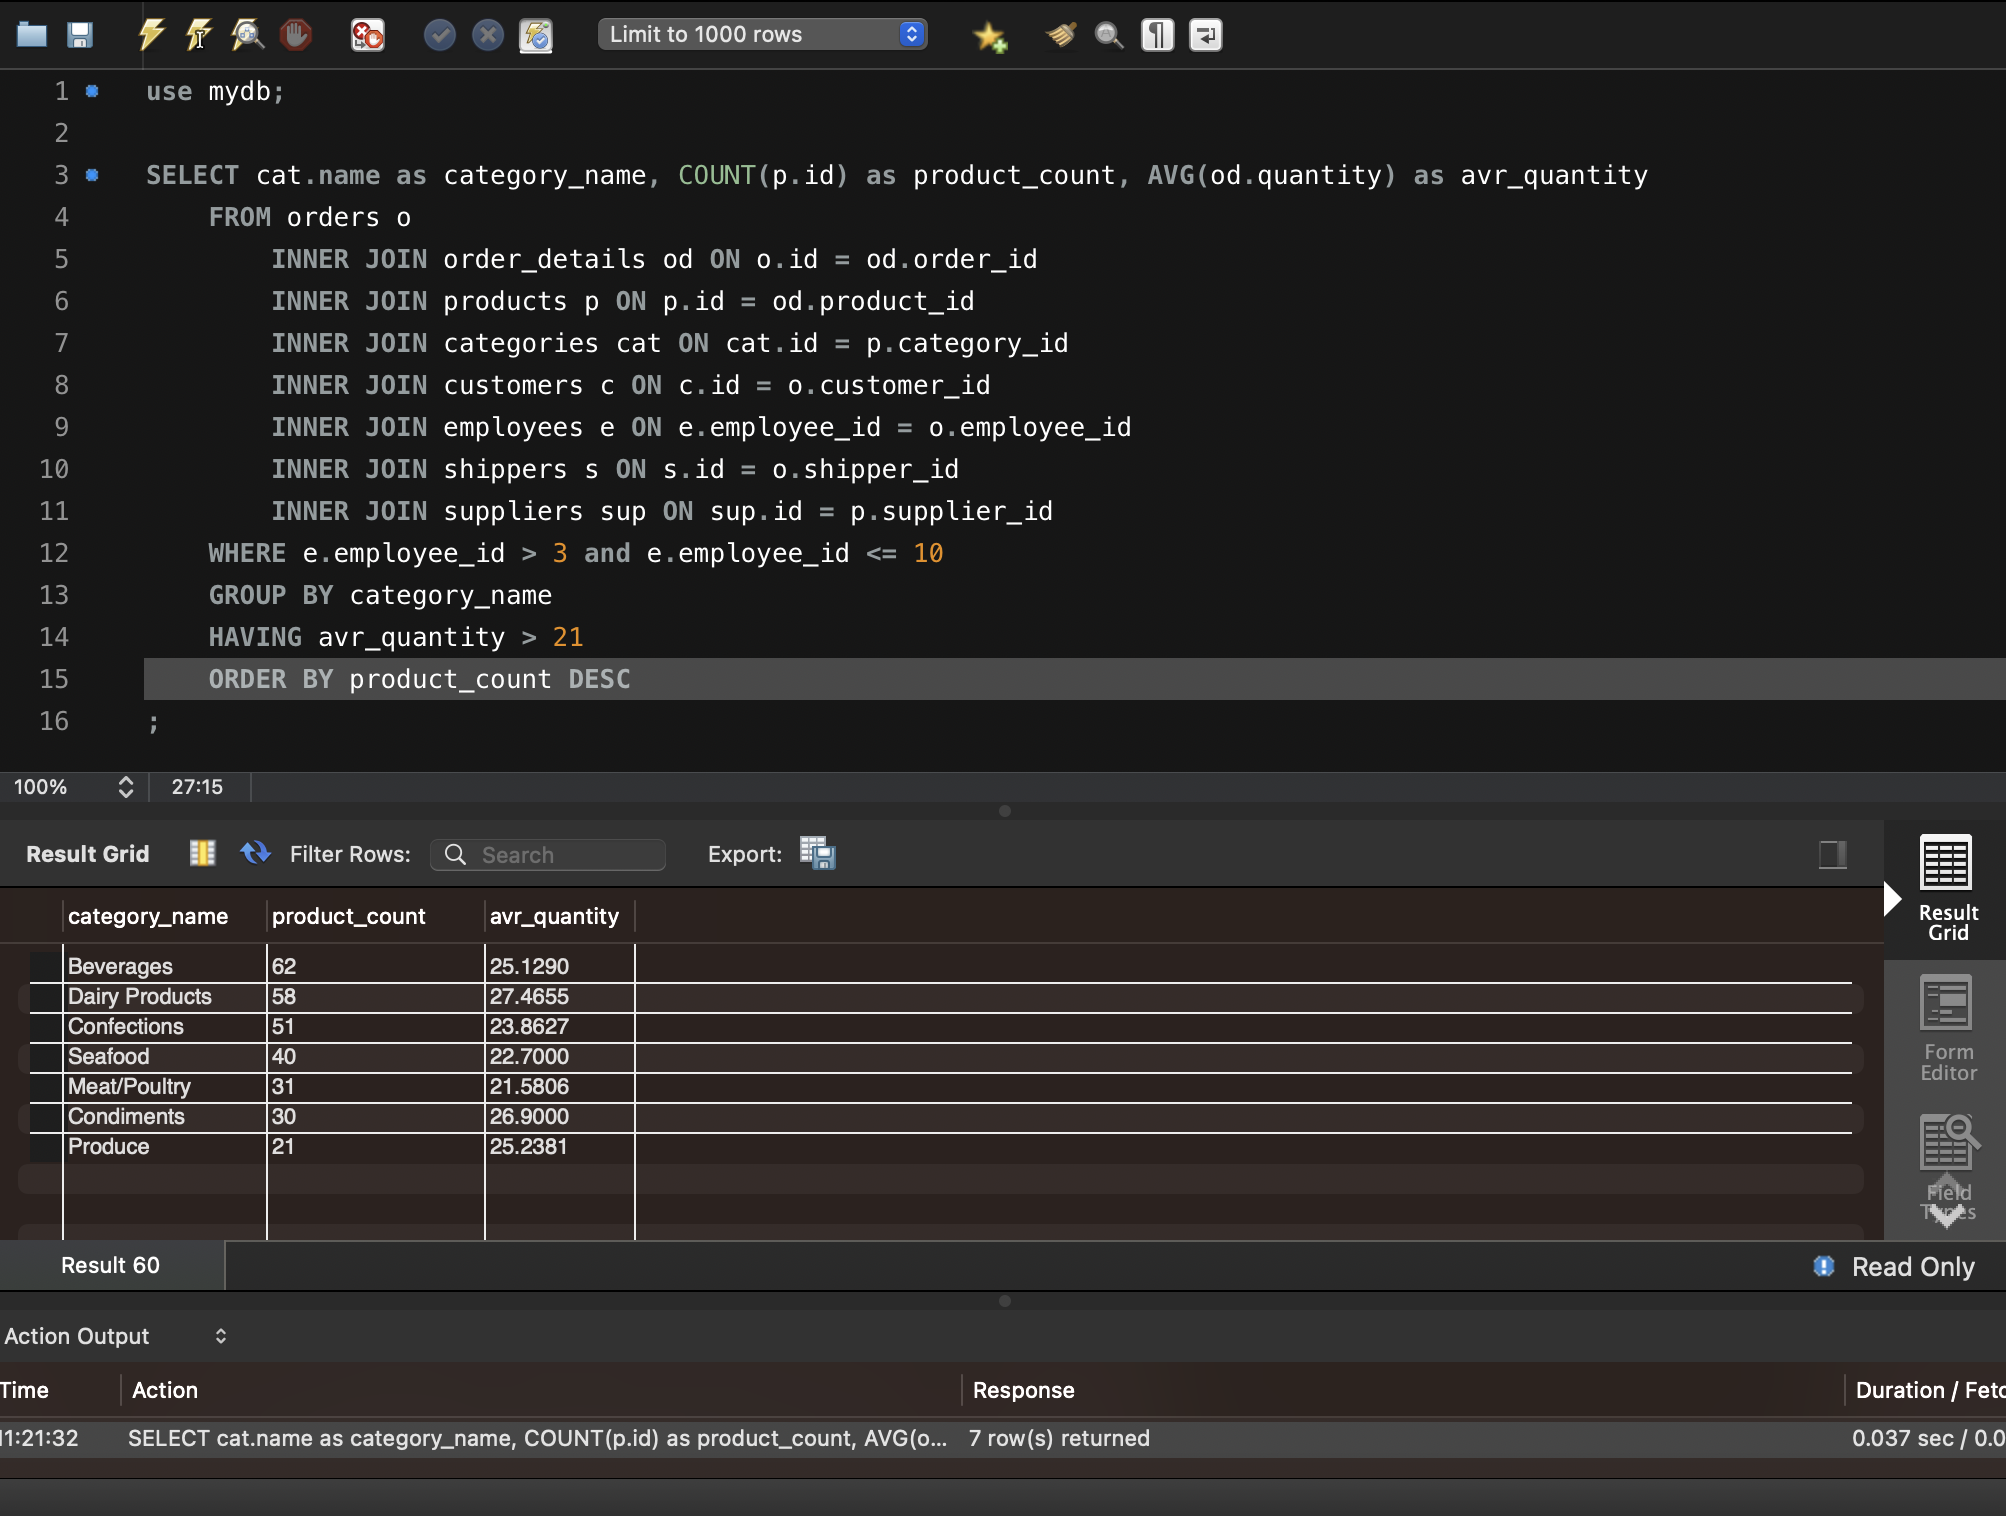 Limit to 1000 rows
1 use mydb;
2
3 SELECT cat.name as category_name, COUNT(p.id) as product_count, AVG(od.quantity) as avr_quantity
4 FROM orders o
5 INNER JOIN order_details od ON o.id = od.order_id
6 INNER JOIN products p ON p.id = od.product_id
7 INNER JOIN categories cat ON cat.id = p.category_id
8 INNER JOIN customers c ON c.id = o.customer_id
9 INNER JOIN employees e ON e.employee_id = o.employee_id
10 INNER JOIN shippers s ON s.id = o.shipper_id
11 INNER JOIN suppliers sup ON sup.id = p.supplier_id
12 WHERE e.employee_id > 3 and e.employee_id <= 10
13 GROUP BY category_name
14 HAVING avr_quantity > 21
15 ORDER BY product_count DESC
16 ;
100% 27:15
Result Grid Filter Rows: Search Export:
category_name product_count avr_quantity
Beverages 62 25.1290
Dairy Products 58 27.4655
Confections 51 23.8627
Seafood 40 22.7000
Meat/Poultry 31 21.5806
Condiments 30 26.9000
Produce 21 25.2381
Result
Grid
Form
Editor
Field
Types
Result 60 Read Only
Action Output
Time Action Response Duration / Fetc
11:21:32 SELECT cat.name as category_name, COUNT(p.id) as product_count, AVG(o... 7 row(s) returned 0.037 sec / 0.0